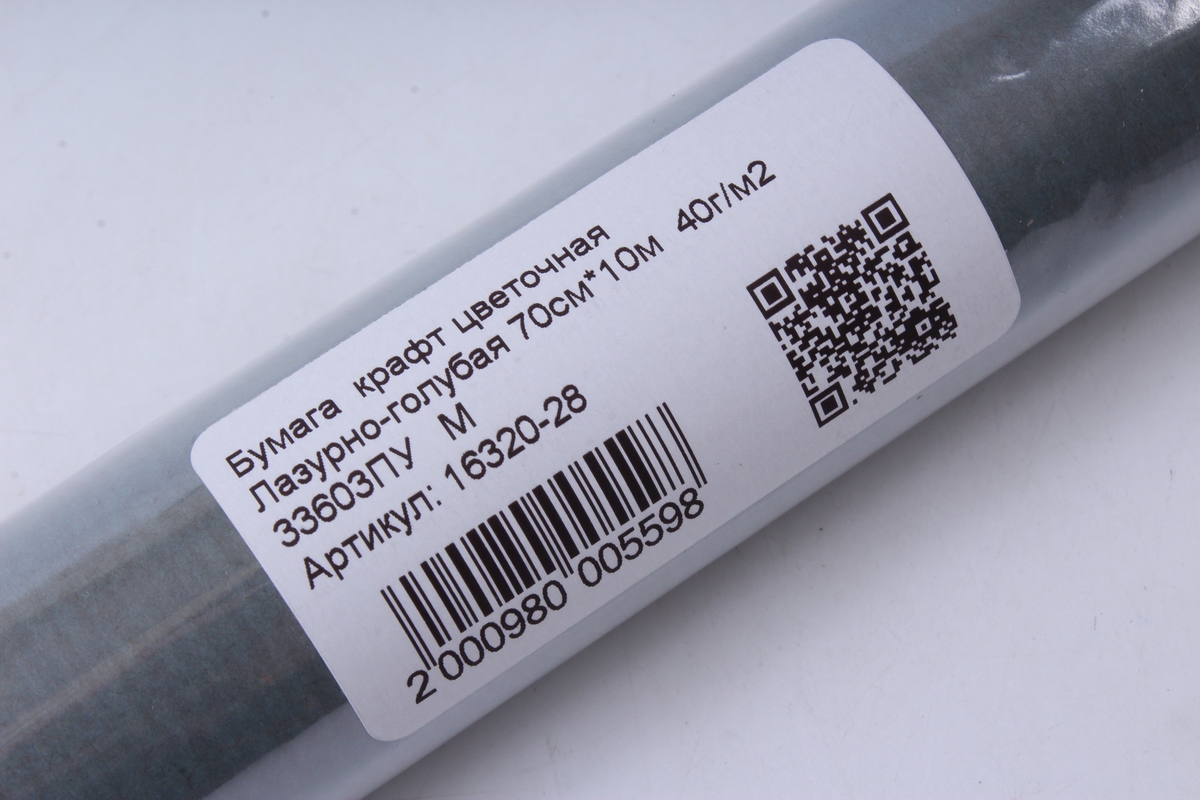 Бумага крафт цветочная
Лазурно-голубая 70см*10м 40г/м2
33603ПУ М
Артикул: 16320-28
2 000980 005598